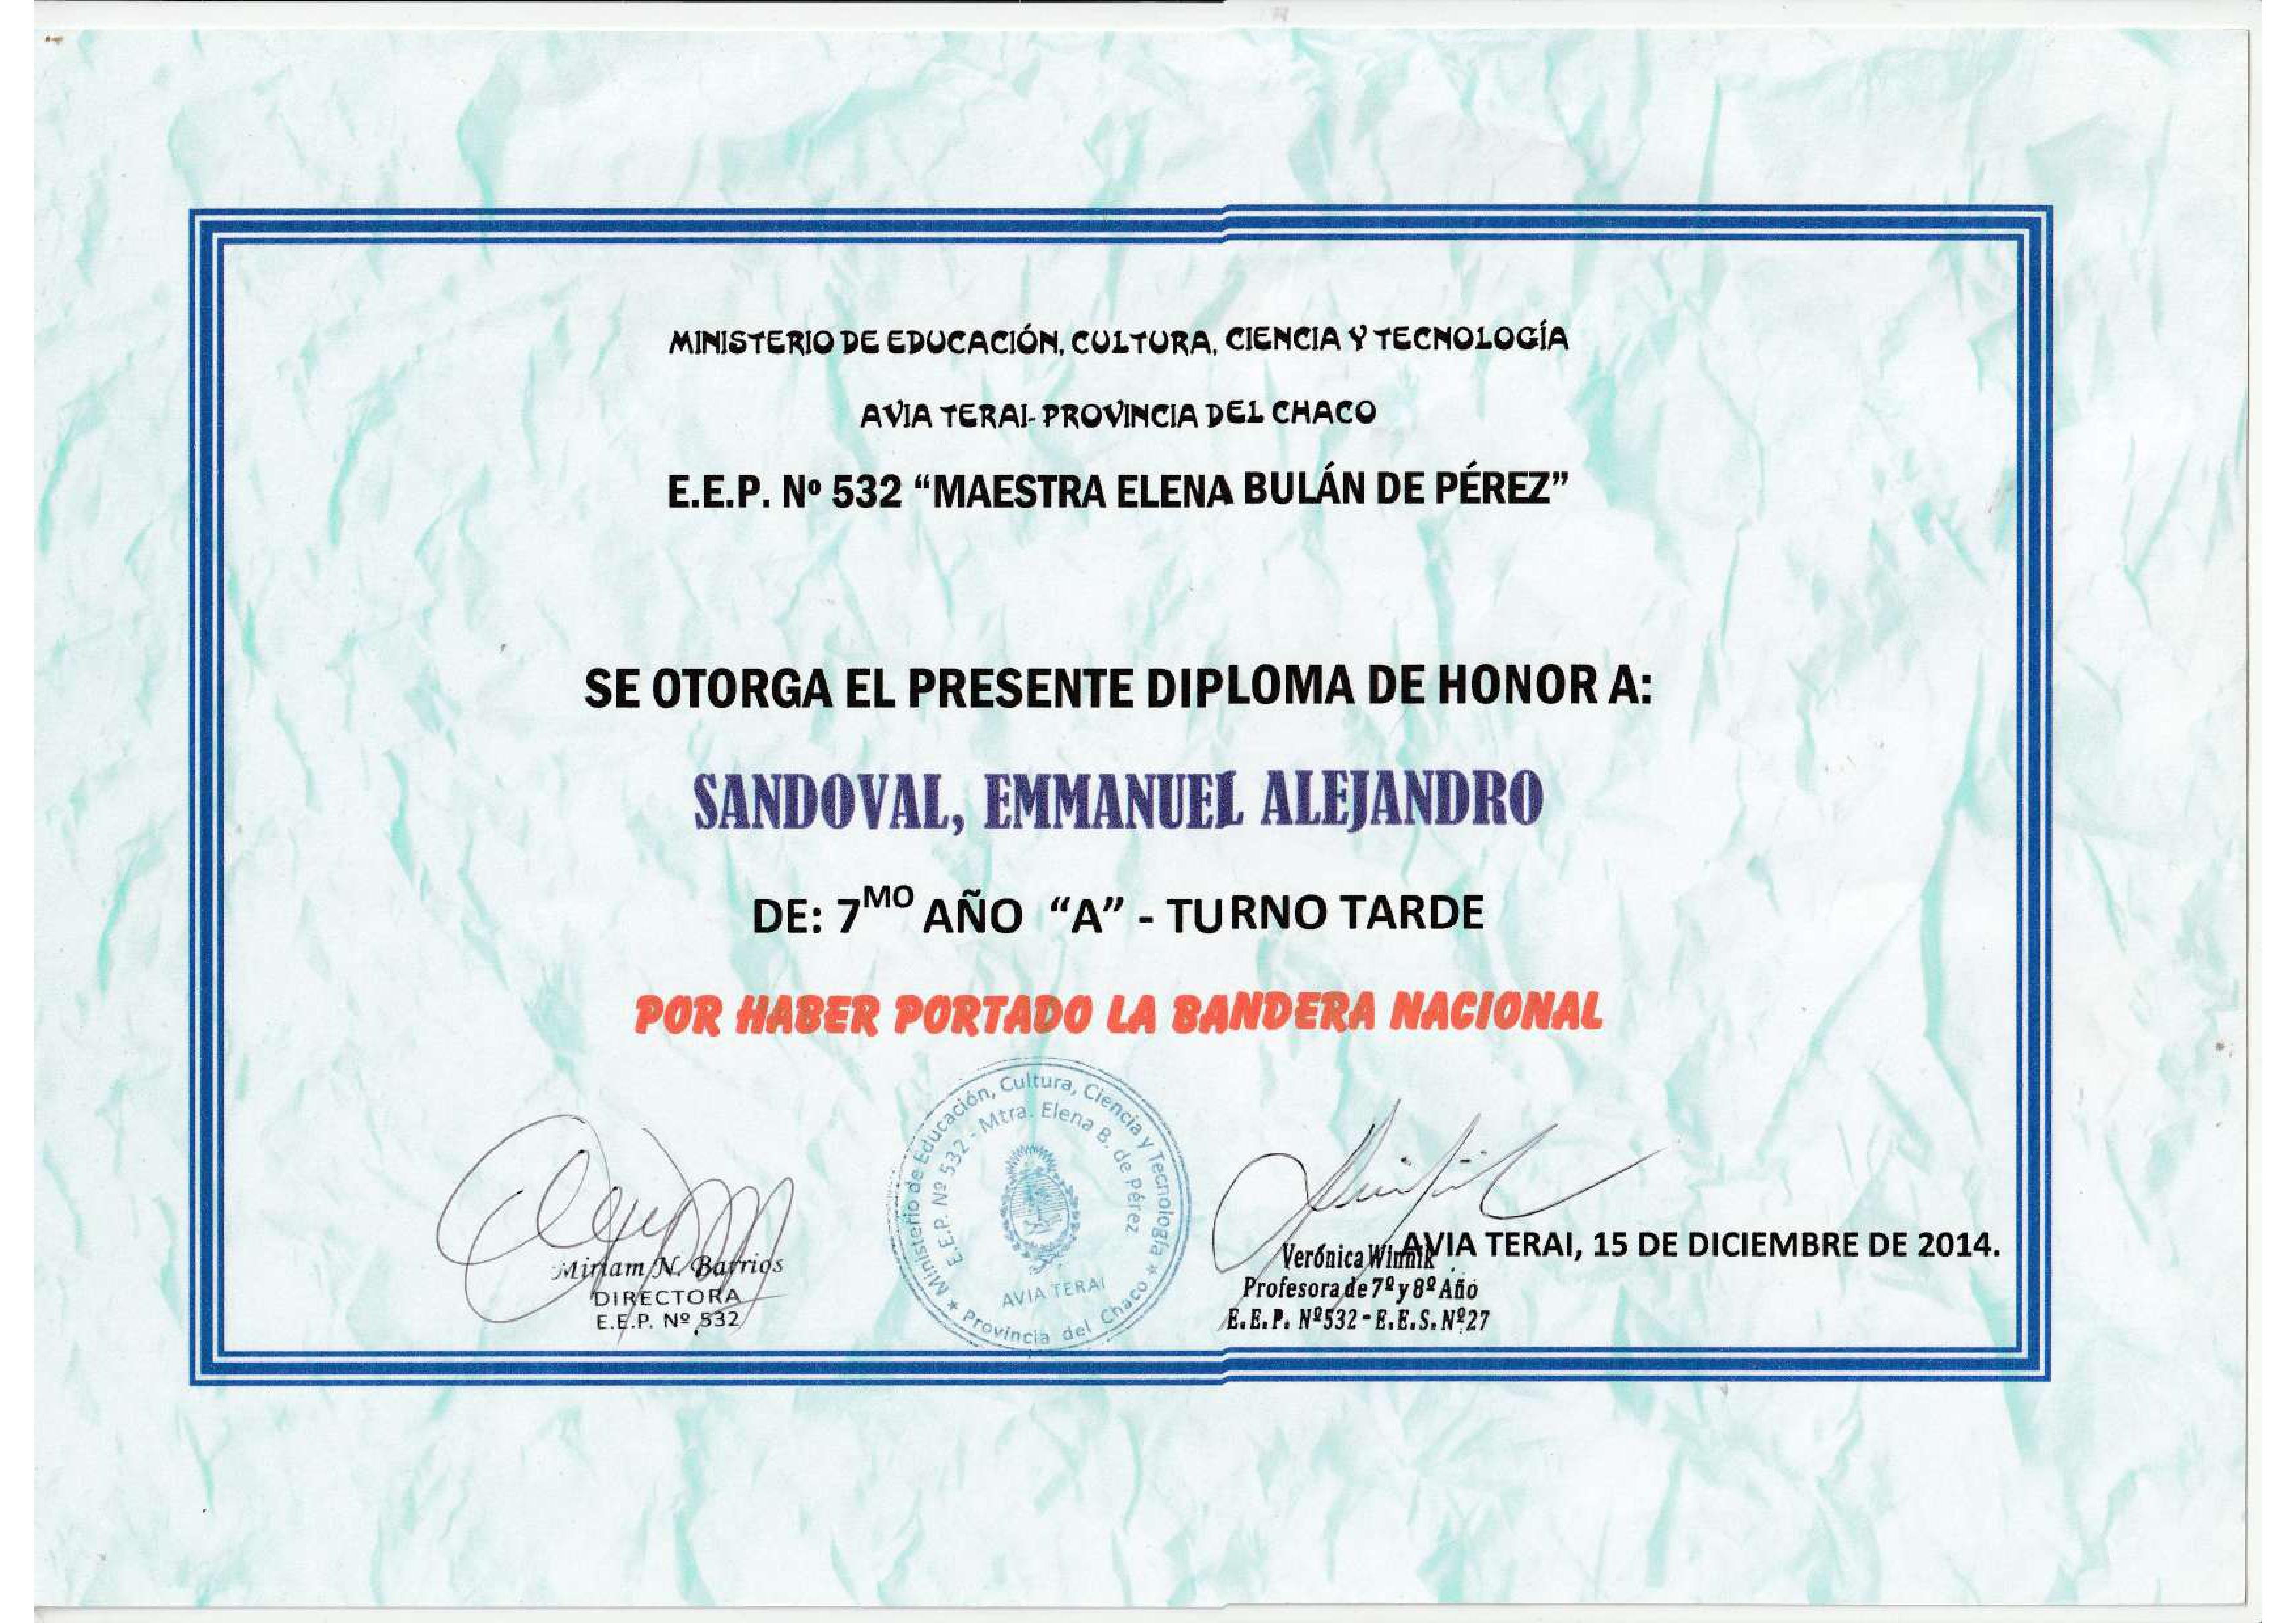 MINISTERIO DE EDUCACIÓN, CULTURA, CIENCIA Y TECNOLOGÍA
AVIA TERAI- PROVINCIA DEL CHACO
E.E.P. Nº 532 “MAESTRA ELENA BULÁN DE PÉREZ”
SE OTORGA EL PRESENTE DIPLOMA DE HONOR A:
SANDOVAL, EMMANUEL ALEJANDRO
DE: 7MO AÑO “A” - TURNO TARDE
POR HABER PORTADO LA BANDERA NACIONAL
Miriam N. Barrios
DIRECTORA
E.E.P. Nº 532
★ Ministerio de Educación, Cultura, Ciencia y Tecnología ★
E.E.P. Nº 532 - Mtra. Elena B. de Pérez
AVIA TERAI
Provincia del Chaco
AVIA TERAI, 15 DE DICIEMBRE DE 2014.
Verónica Winnik
Profesora de 7º y 8º Año
E.E.P. Nº532 - E.E.S. Nº27